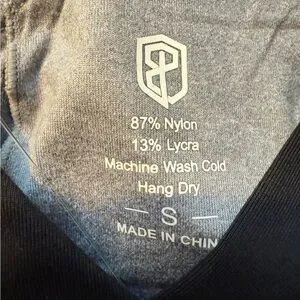 87% Nylon
13% Lycra
Machine Wash Cold
Hang Dry
S
MADE IN CHIN